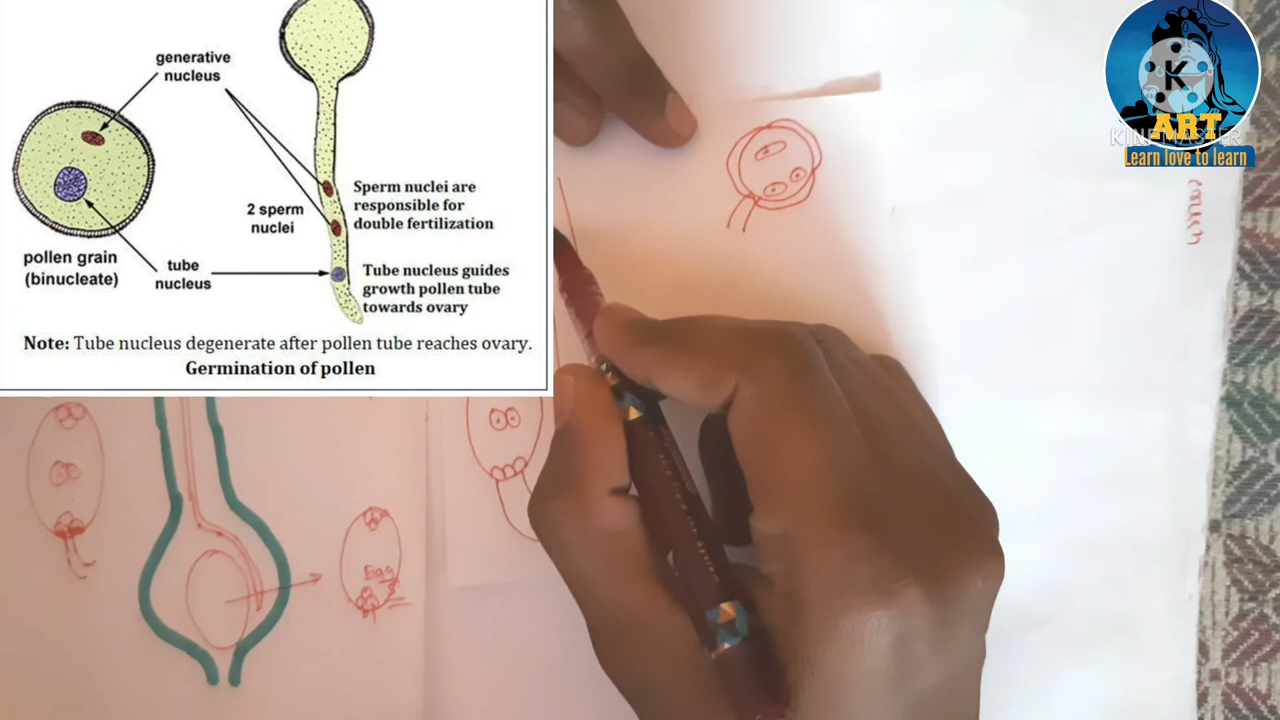 generative
nucleus
Sperm nuclei are
responsible for
double fertilization
2 sperm
nuclei
pollen grain
(binucleate)
tube
nucleus
Tube nucleus guides
growth pollen tube
towards ovary
Note: Tube nucleus degenerate after pollen tube reaches ovary.
Germination of pollen
Egg
K
ART
KINEMASTER
Learn love to learn